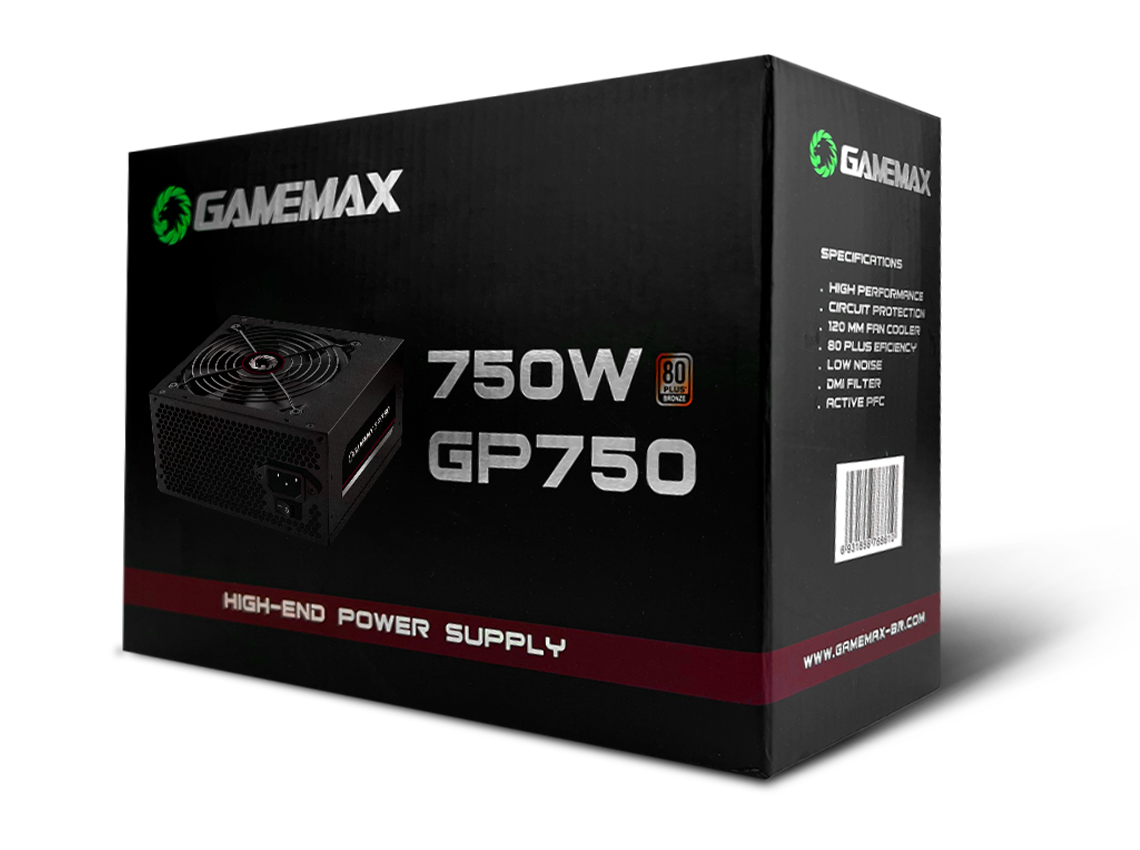 GAMEMAX
750W
80
PLUS
BRONZE
GP750
HIGH-END POWER SUPPLY
GAMEMAX
SPECIFICATIONS
. HIGH PERFORMANCE
. CIRCUIT PROTECTION
. 120 MM FAN COOLER
. 80 PLUS EFICIENCY
. LOW NOISE
. DMI FILTER
. ACTIVE PFC
WWW.GAMEMAX-BR.COM